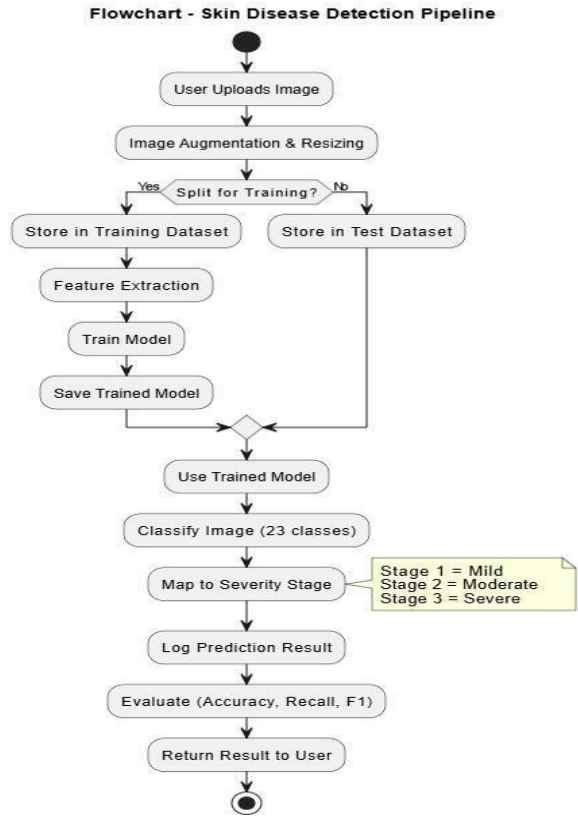 Flowchart - Skin Disease Detection Pipeline
User Uploads Image
Image Augmentation & Resizing
Yes
Split for Training?
No
Store in Training Dataset
Store in Test Dataset
Feature Extraction
Train Model
Save Trained Model
Use Trained Model
Classify Image (23 classes)
Map to Severity Stage
Stage 1 = Mild
Stage 2 = Moderate
Stage 3 = Severe
Log Prediction Result
Evaluate (Accuracy, Recall, F1)
Return Result to User